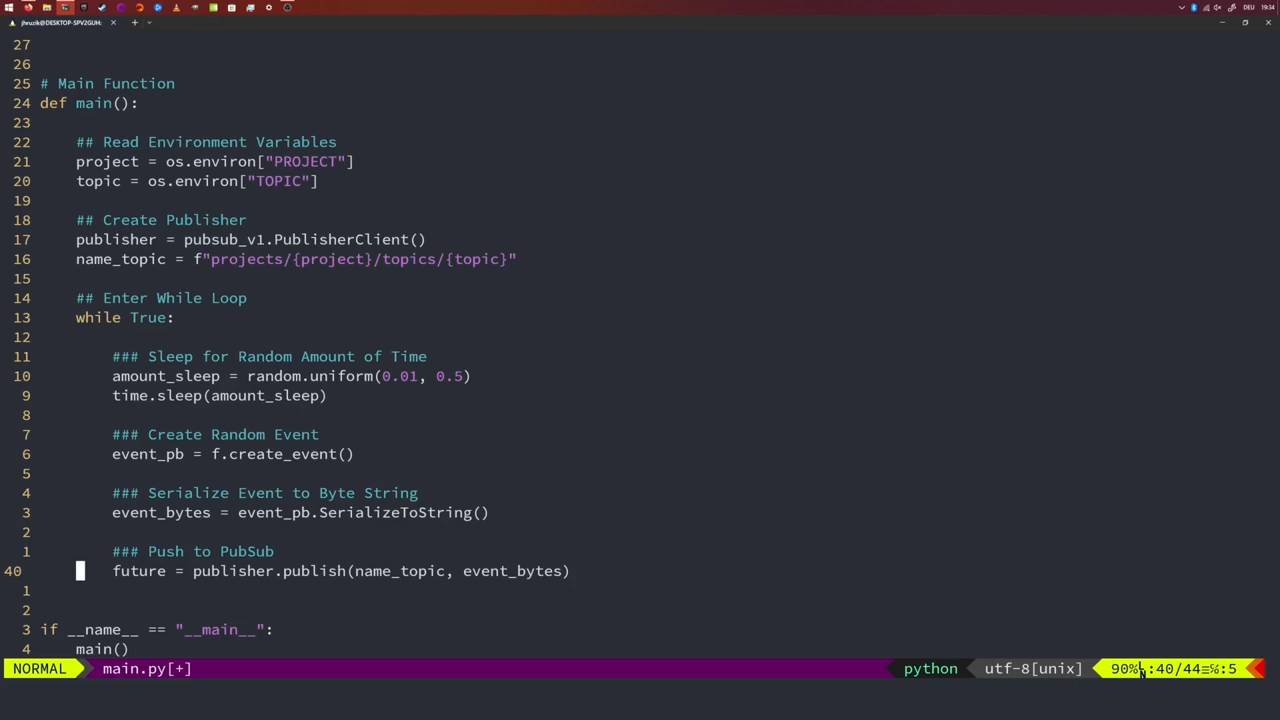 DEU 19:34
jhruzik@DESKTOP-SPV2GUH:
27
26
25 # Main Function
24 def main():
23
22 ## Read Environment Variables
21 project = os.environ["PROJECT"]
20 topic = os.environ["TOPIC"]
19
18 ## Create Publisher
17 publisher = pubsub_v1.PublisherClient()
16 name_topic = f"projects/{project}/topics/{topic}"
15
14 ## Enter While Loop
13 while True:
12
11 ### Sleep for Random Amount of Time
10 amount_sleep = random.uniform(0.01, 0.5)
9 time.sleep(amount_sleep)
8
7 ### Create Random Event
6 event_pb = f.create_event()
5
4 ### Serialize Event to Byte String
3 event_bytes = event_pb.SerializeToString()
2
1 ### Push to PubSub
40 future = publisher.publish(name_topic, event_bytes)
1
2
3 if __name__ == "__main__":
4 main()
NORMAL main.py[+] python utf-8[unix] 90% :40/44≡℅:5